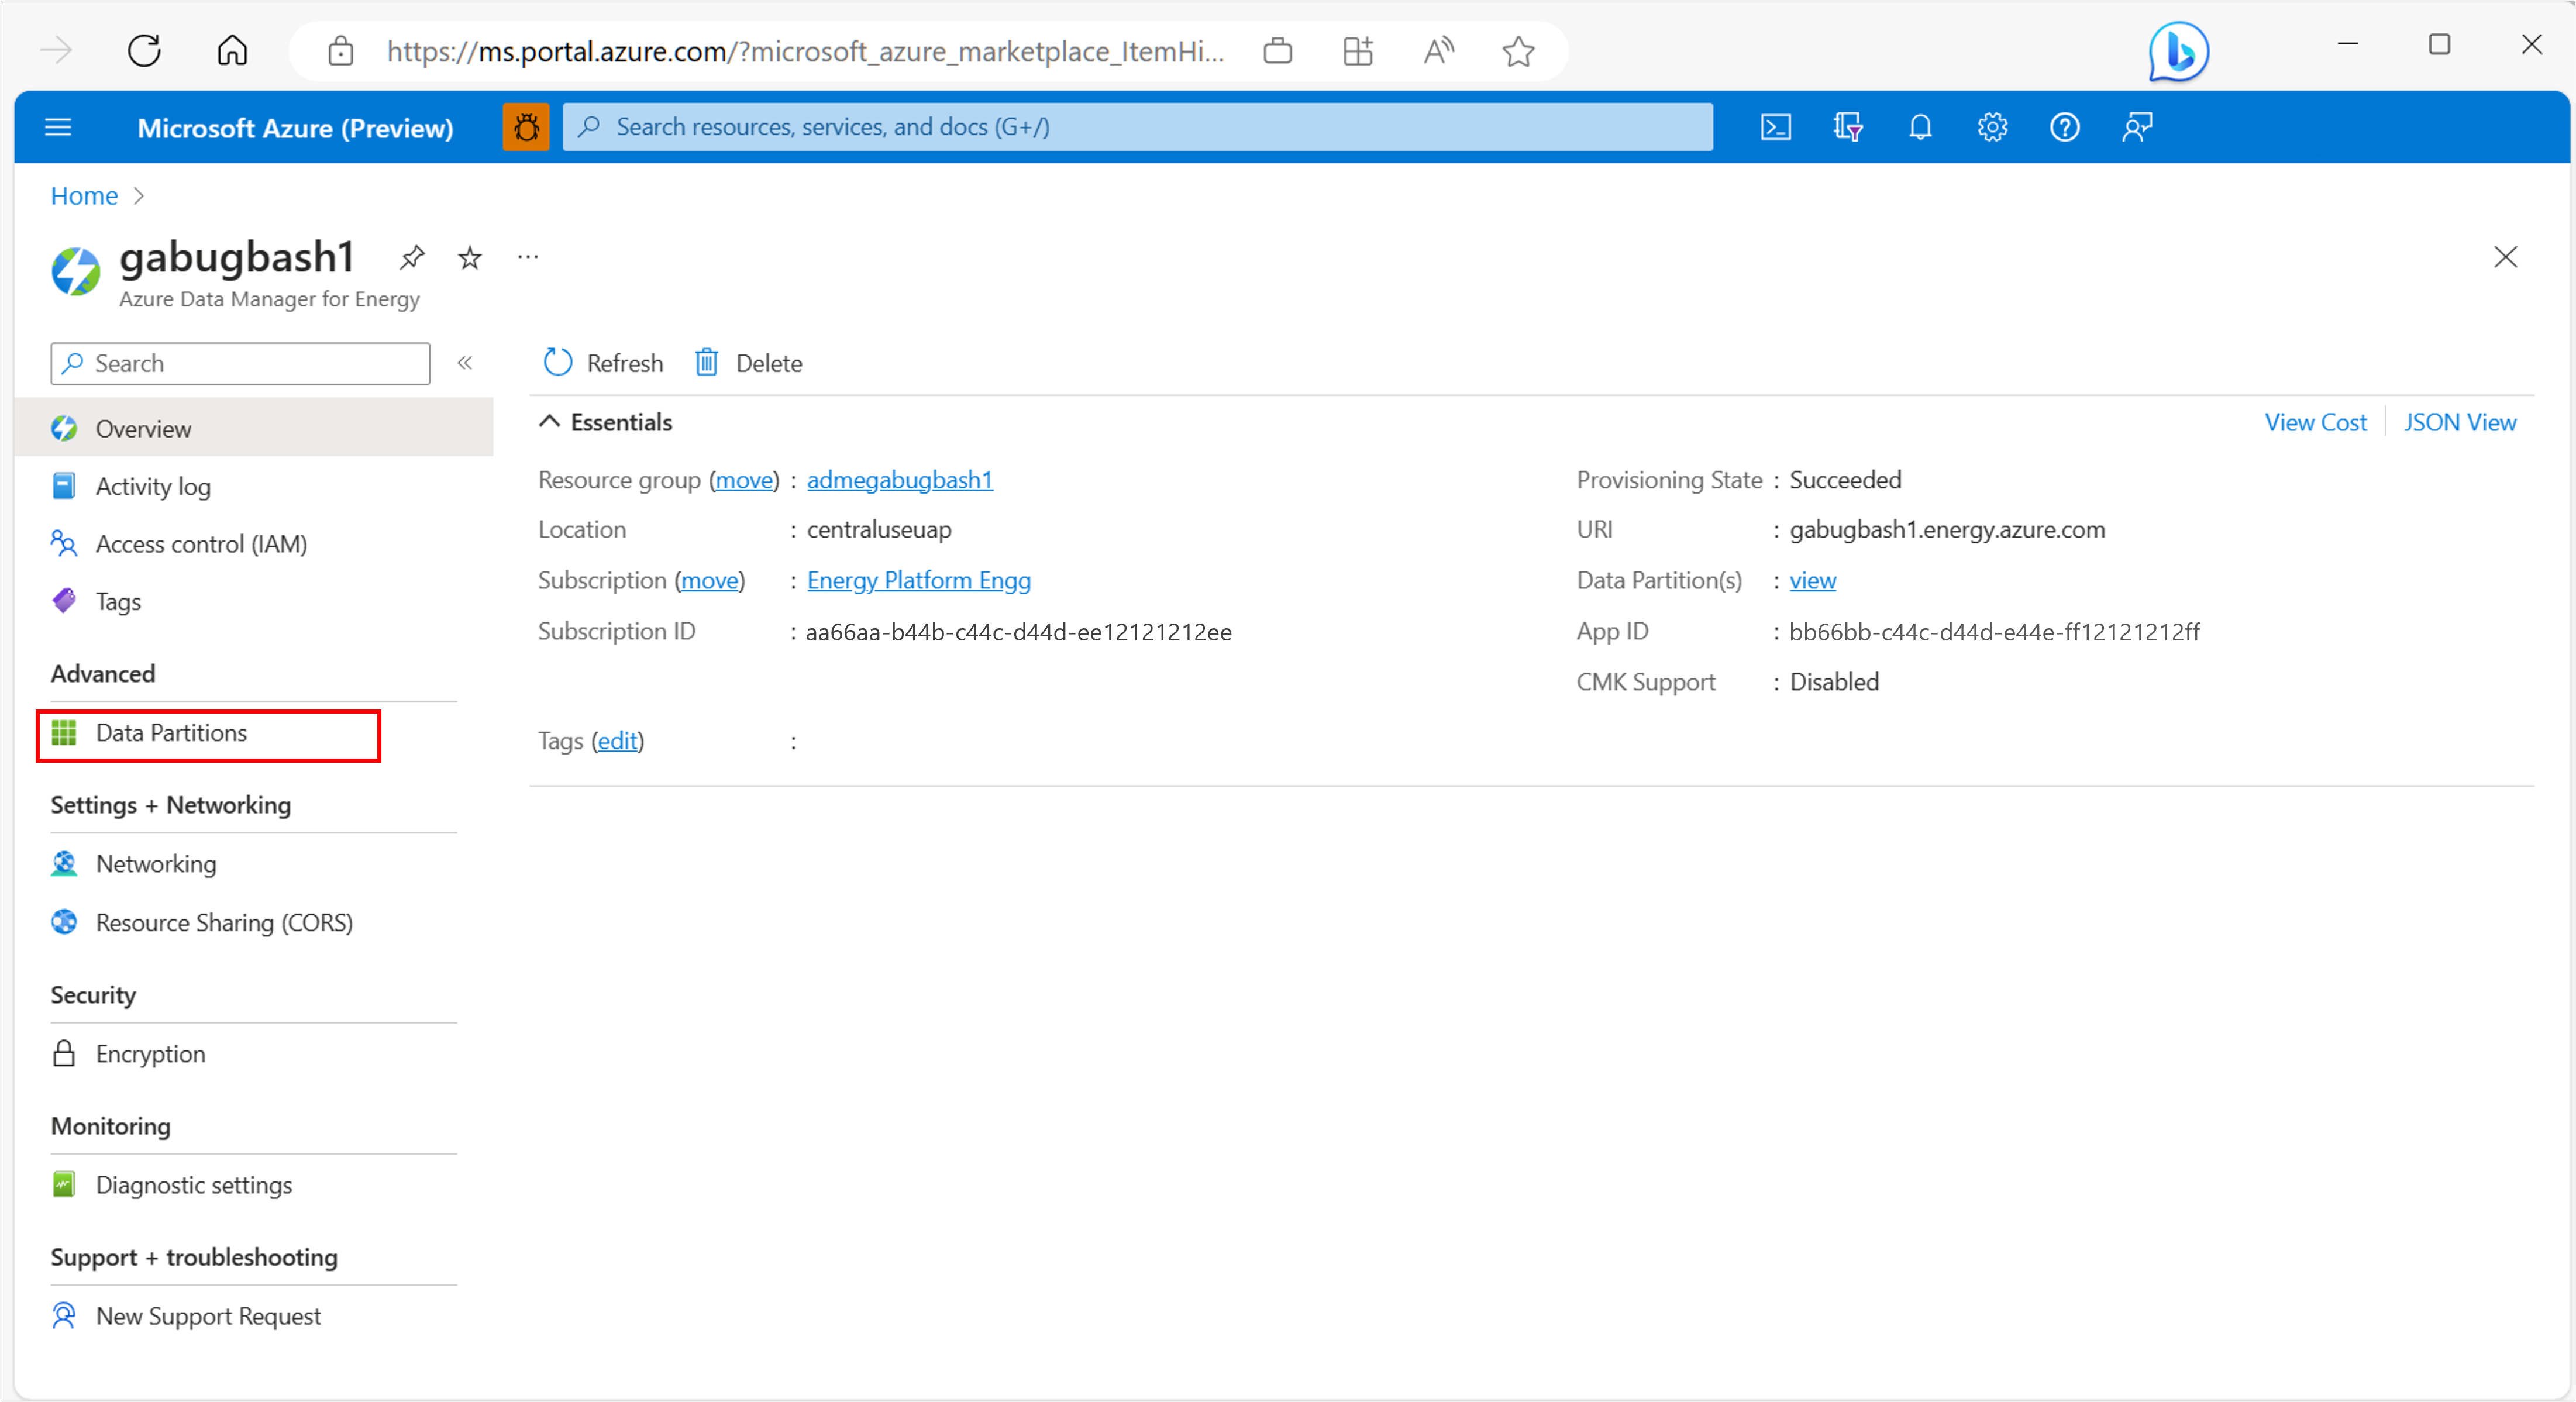 https://ms.portal.azure.com/?microsoft_azure_marketplace_ItemHi...
Microsoft Azure (Preview)
Search resources, services, and docs (G+/)
Home
gabugbash1
Azure Data Manager for Energy
Search
Refresh Delete
Overview
Activity log
Access control (IAM)
Tags
Advanced
Data Partitions
Settings + Networking
Networking
Resource Sharing (CORS)
Security
Encryption
Monitoring
Diagnostic settings
Support + troubleshooting
New Support Request
Essentials
View Cost JSON View
Resource group (move) : admegabugbash1
Location : centraluseuap
Subscription (move) : Energy Platform Engg
Subscription ID : aa66aa-b44b-c44c-d44d-ee12121212ee
Tags (edit) :
Provisioning State : Succeeded
URI : gabugbash1.energy.azure.com
Data Partition(s) : view
App ID : bb66bb-c44c-d44d-e44e-ff12121212ff
CMK Support : Disabled